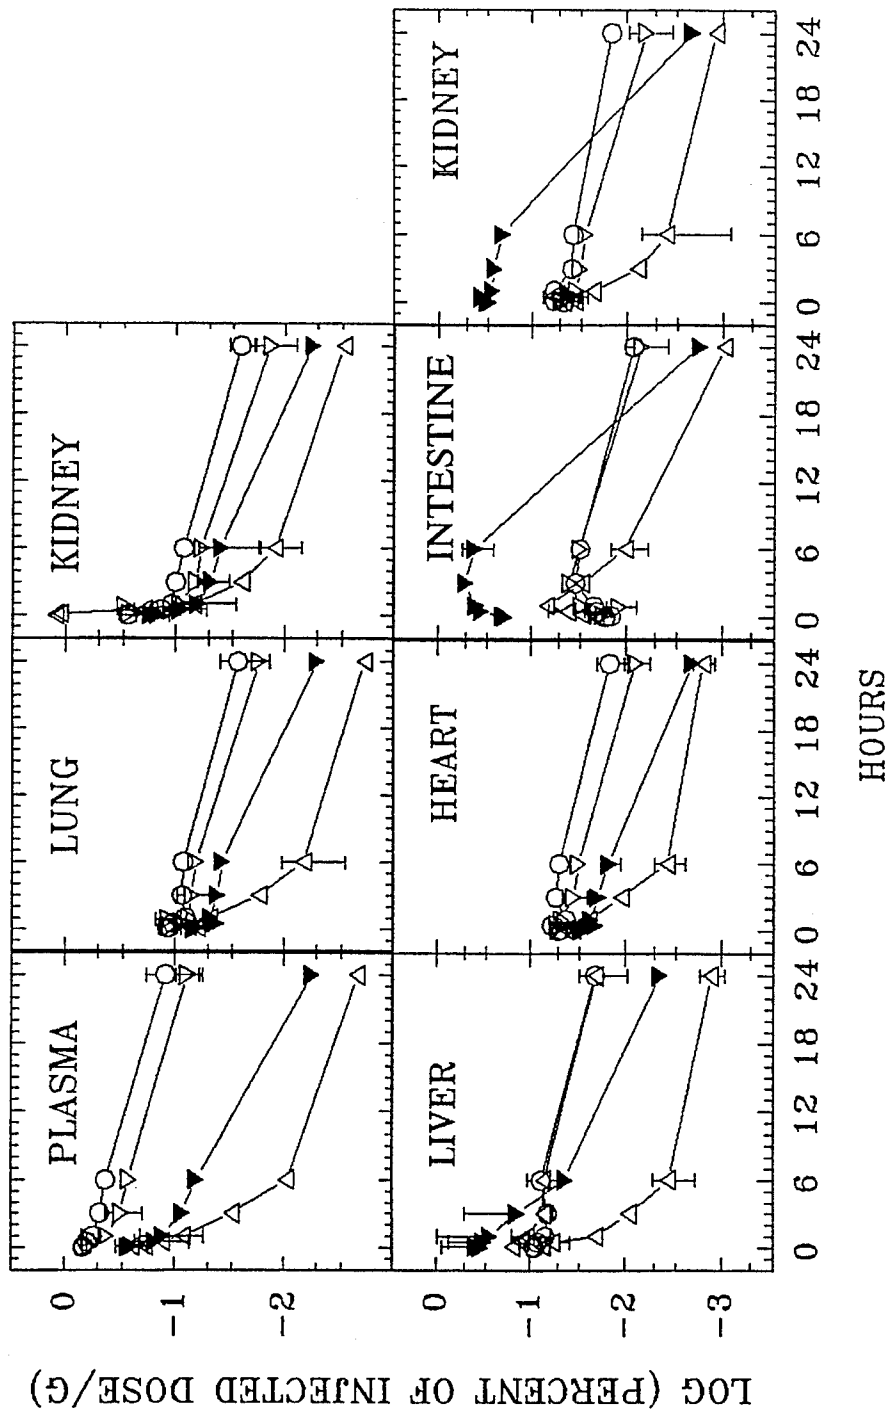 LOG (PERCENT OF INJECTED DOSE/G)
PLASMA
LUNG
KIDNEY
0
-1
-2
LIVER
HEART
INTESTINE
KIDNEY
0
-1
-2
-3
0 6 12 18 24
0 6 12 18 24
0 6 12 18 24
0 6 12 18 24
HOURS